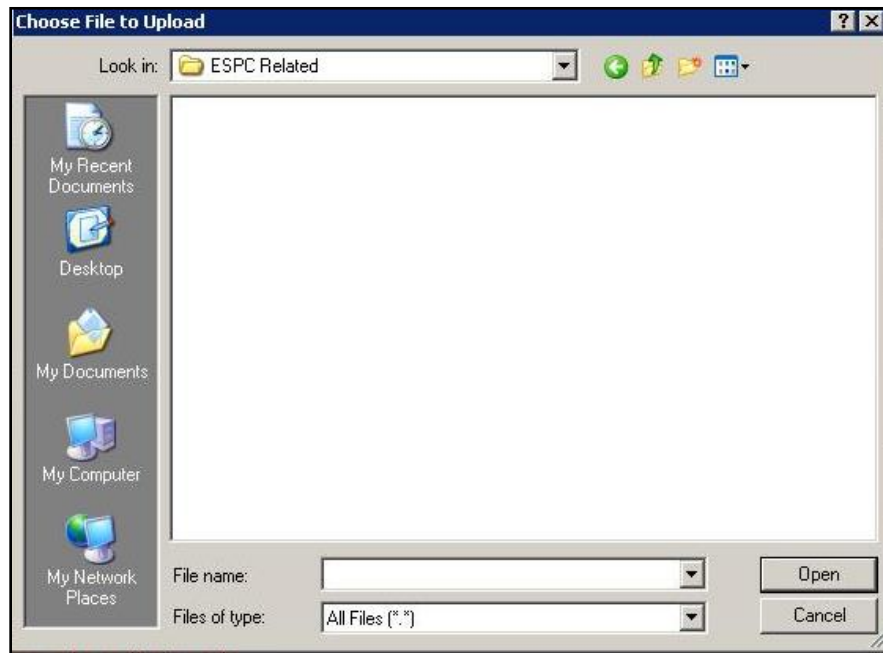 Choose File to Upload
Look in: ESPC Related
My Recent
Documents
Desktop
My Documents
My Computer
My Network
Places
File name:
Open
Files of type: All Files (*.*)
Cancel